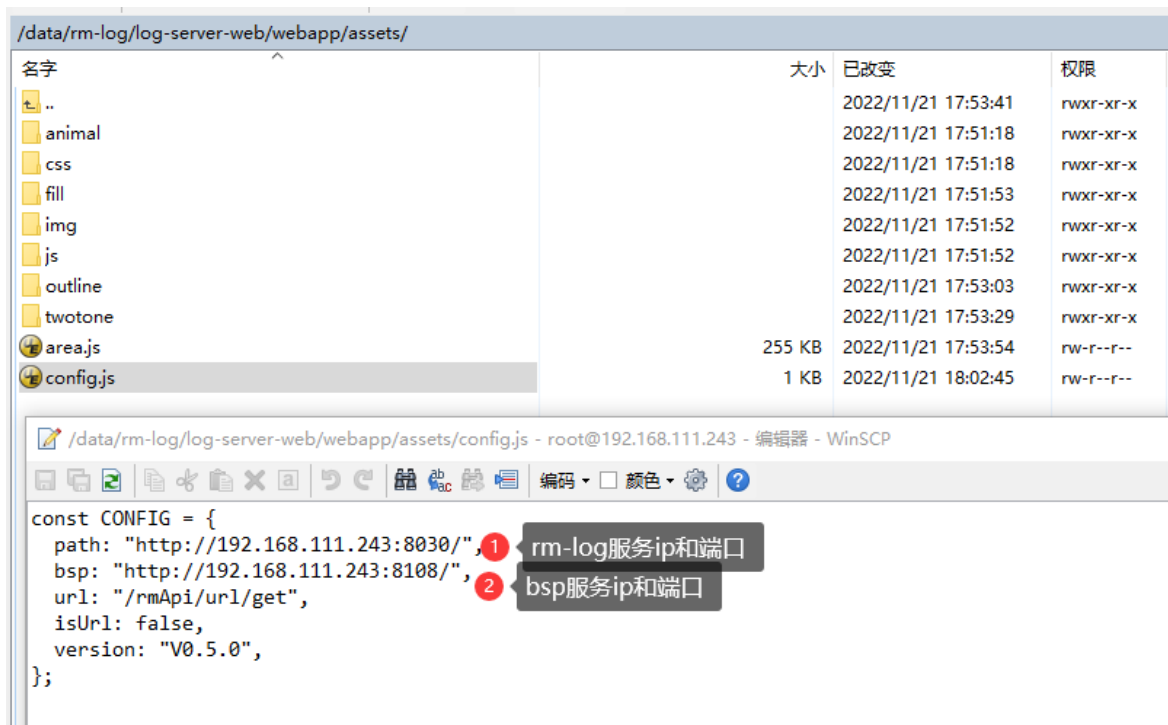 /data/rm-log/log-server-web/webapp/assets/
名字 大小 已改变 权限
.. 2022/11/21 17:53:41 rwxr-xr-x
animal 2022/11/21 17:51:18 rwxr-xr-x
css 2022/11/21 17:51:18 rwxr-xr-x
fill 2022/11/21 17:51:53 rwxr-xr-x
img 2022/11/21 17:51:52 rwxr-xr-x
js 2022/11/21 17:51:52 rwxr-xr-x
outline 2022/11/21 17:53:03 rwxr-xr-x
twotone 2022/11/21 17:53:29 rwxr-xr-x
area.js 255 KB 2022/11/21 17:53:54 rw-r--r--
config.js 1 KB 2022/11/21 18:02:45 rw-r--r--
/data/rm-log/log-server-web/webapp/assets/config.js - root@192.168.111.243 - 编辑器 - WinSCP
编码 颜色
const CONFIG = {
path: "http://192.168.111.243:8030/", 1 rm-log服务ip和端口
bsp: "http://192.168.111.243:8108/", 2 bsp服务ip和端口
url: "/rmApi/url/get",
isUrl: false,
version: "V0.5.0",
};